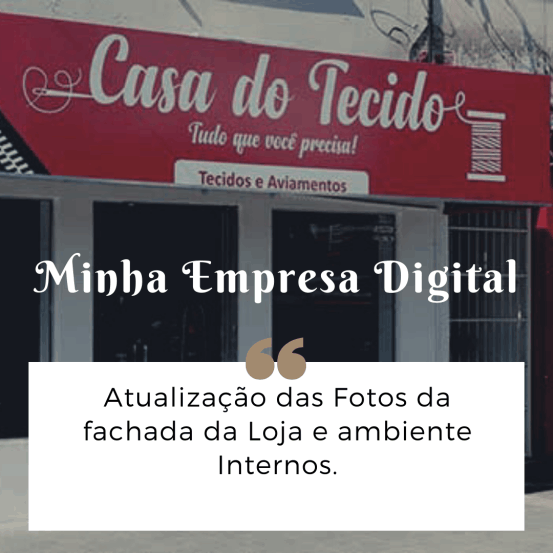 Casa do Tecido
Tudo que você precisa!
Tecidos e Aviamentos
Minha Empresa Digital
“
Atualização das Fotos da
fachada da Loja e ambiente
Internos.